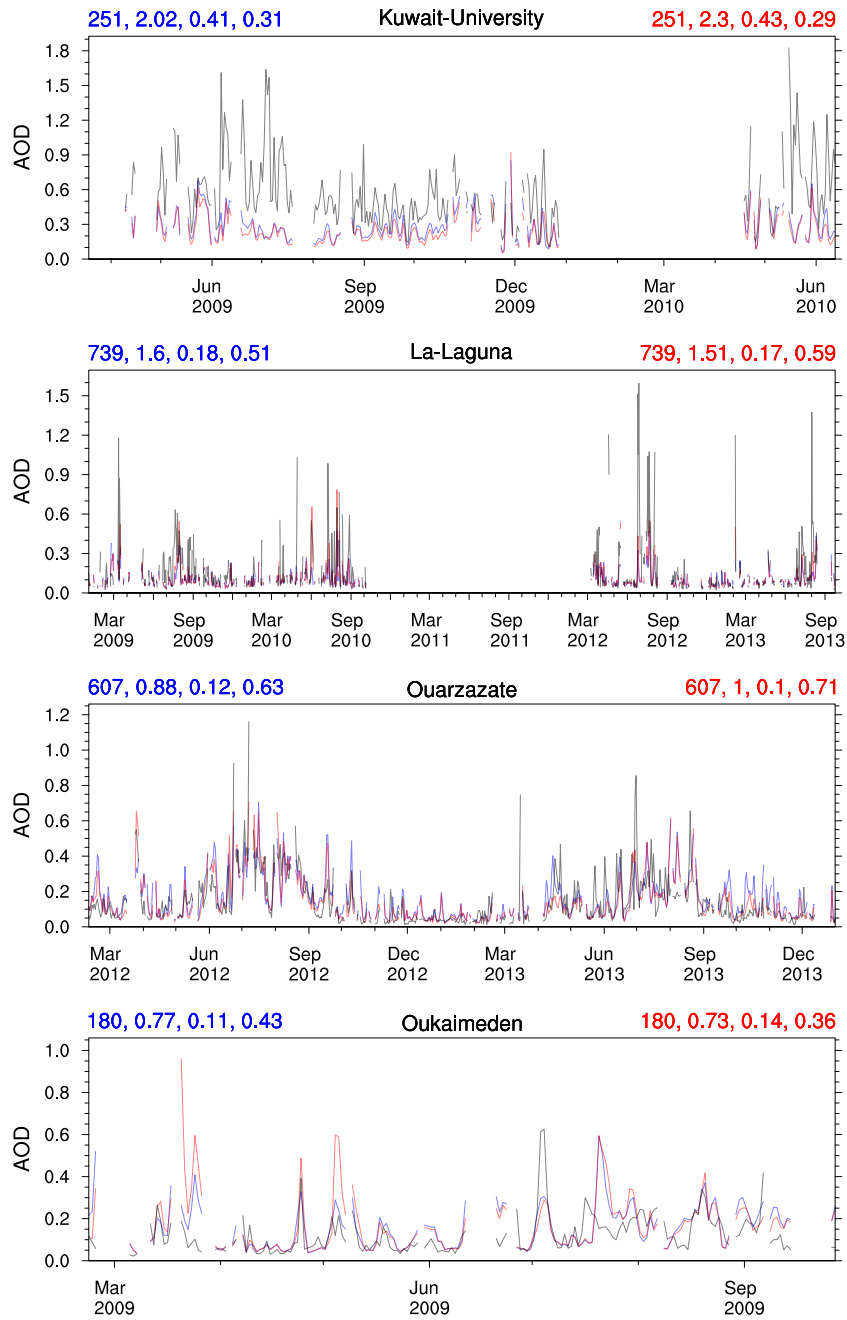 251, 2.02, 0.41, 0.31 Kuwait-University 251, 2.3, 0.43, 0.29
AOD
1.8
1.5
1.2
0.9
0.6
0.3
0.0
Jun Sep Dec Mar Jun
2009 2009 2009 2010 2010
739, 1.6, 0.18, 0.51 La-Laguna 739, 1.51, 0.17, 0.59
AOD
1.5
1.2
0.9
0.6
0.3
0.0
Mar Sep Mar Sep Mar Sep Mar Sep Mar Sep
2009 2009 2010 2010 2011 2011 2012 2012 2013 2013
607, 0.88, 0.12, 0.63 Ouarzazate 607, 1, 0.1, 0.71
AOD
1.2
1.0
0.8
0.6
0.4
0.2
0.0
Mar Jun Sep Dec Mar Jun Sep Dec
2012 2012 2012 2012 2013 2013 2013 2013
180, 0.77, 0.11, 0.43 Oukaimeden 180, 0.73, 0.14, 0.36
AOD
1.0
0.8
0.6
0.4
0.2
0.0
Mar Jun Sep
2009 2009 2009